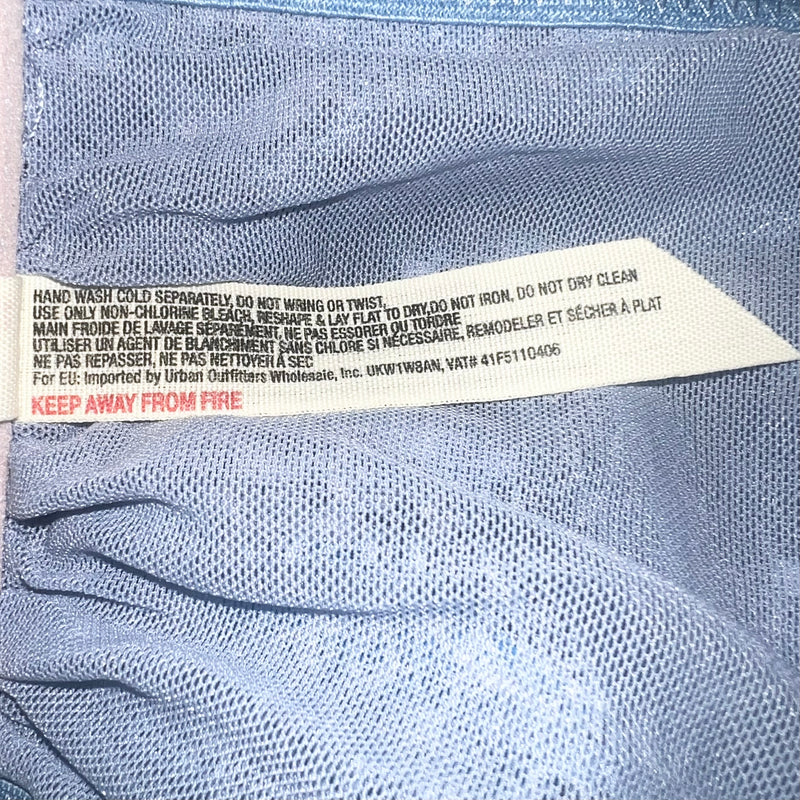 HAND WASH COLD SEPARATELY, DO NOT WRING OR TWIST,
USE ONLY NON-CHLORINE BLEACH, RESHAPE & LAY FLAT TO DRY,DO NOT IRON, DO NOT DRY CLEAN
MAIN FROIDE DE LAVAGE SÉPARÉMENT, NE PAS ESSORER OU TORDRE
UTILISER UN AGENT DE BLANCHIMENT SANS CHLORE SI NÉCESSAIRE, REMODELER ET SÉCHER À PLAT
NE PAS REPASSER, NE PAS NETTOYER À SEC
For EU: Imported by Urban Outfitters Wholesale, Inc. UKW1W8AN, VAT# 41F5110406
KEEP AWAY FROM FIRE